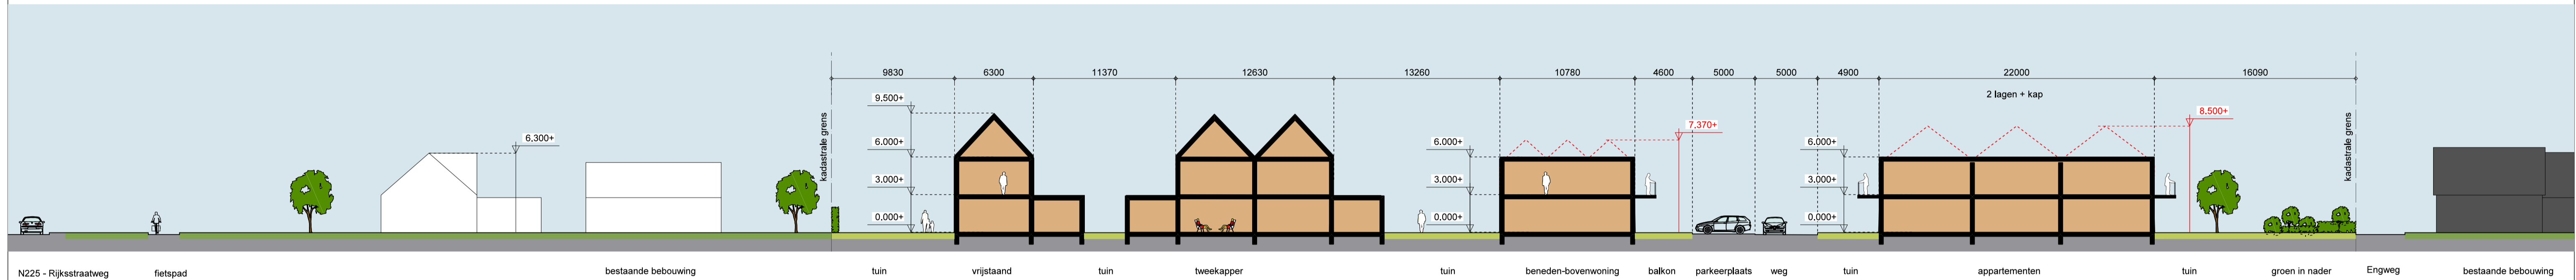 9830 6300 11370 12630 13260 10780 4600 5000 5000 4900 22000 16090
2 lagen + kap
9.500+
8,500+
7,370+
6,300+
6.000+ 6,000+ 6.000+
3.000+ 3.000+ 3.000+
0,000+ 0,000+ 0,000+
kadastrale grens
kadastrale grens
N225 - Rijksstraatweg fietspad bestaande bebouwing tuin vrijstaand tuin tweekapper tuin beneden-bovenwoning balkon parkeerplaats weg tuin appartementen tuin groen in nader Engweg bestaande bebouwing